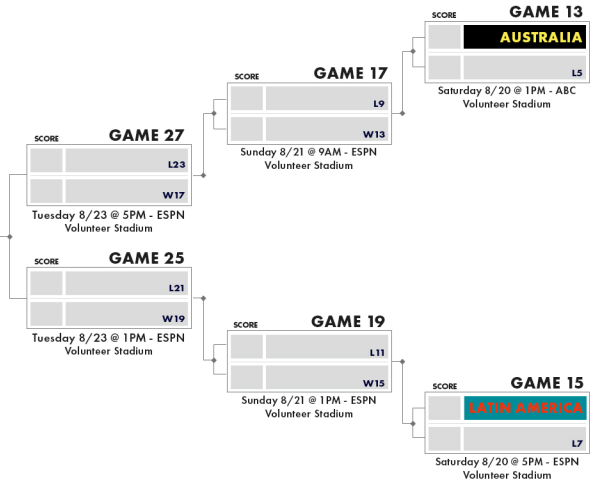 SCORE GAME 13
AUSTRALIA
L5
Saturday 8/20 @ 1PM - ABC
Volunteer Stadium
SCORE GAME 17
L9
W13
Sunday 8/21 @ 9AM - ESPN
Volunteer Stadium
SCORE GAME 27
L23
W17
Tuesday 8/23 @ 5PM - ESPN
Volunteer Stadium
SCORE GAME 25
L21
W19
Tuesday 8/23 @ 1PM - ESPN
Volunteer Stadium
SCORE GAME 19
L11
W15
Sunday 8/21 @ 1PM - ESPN
Volunteer Stadium
SCORE GAME 15
LATIN AMERICA
L7
Saturday 8/20 @ 5PM - ESPN
Volunteer Stadium